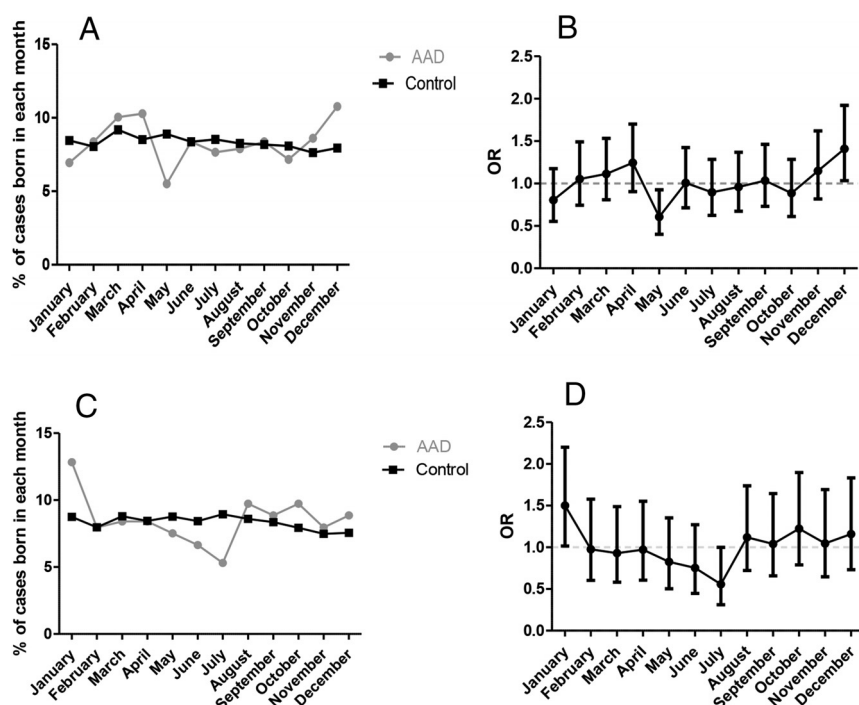 A
% of cases born in each month
15
10
5
0
January
February
March
April
May
June
July
August
September
October
November
December
AAD
Control
B
OR
2.5
2.0
1.5
1.0
0.5
0.0
January
February
March
April
May
June
July
August
September
October
November
December
C
% of cases born in each month
15
10
5
0
January
February
March
April
May
June
July
August
September
October
November
December
AAD
Control
D
OR
2.5
2.0
1.5
1.0
0.5
0.0
January
February
March
April
May
June
July
August
September
October
November
December